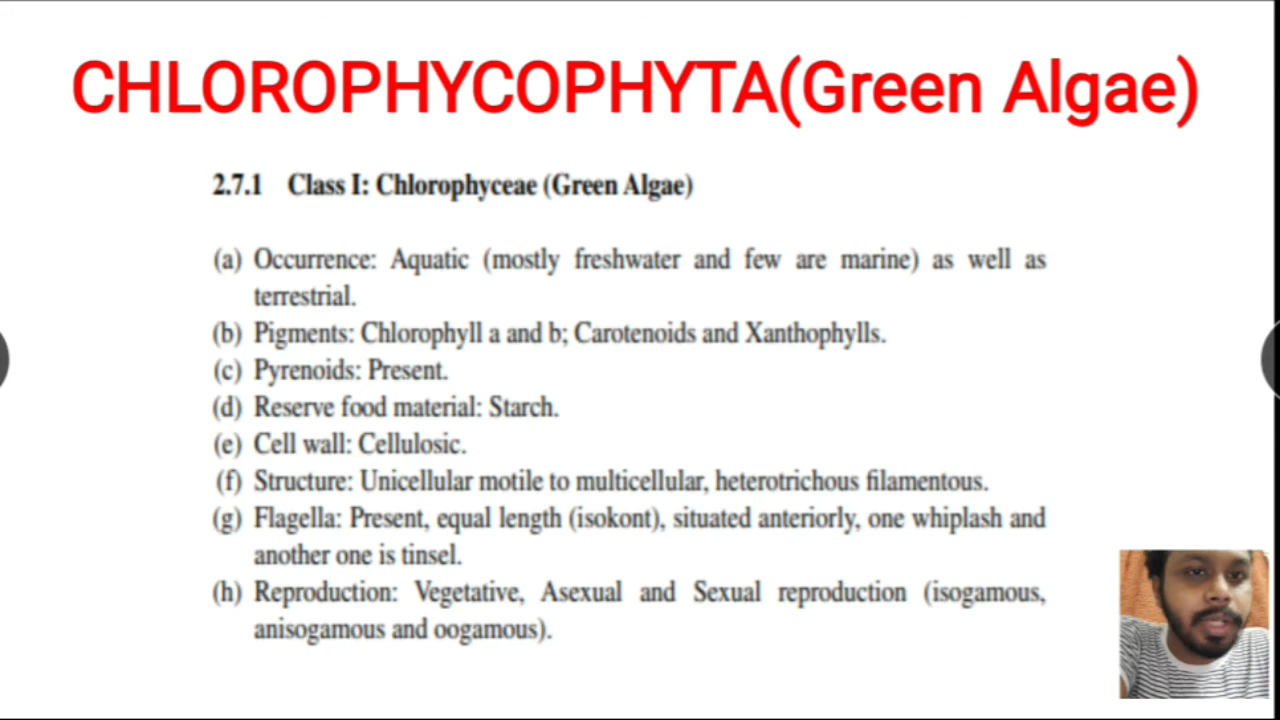 CHLOROPHYCOPHYTA(Green Algae)
2.7.1 Class I: Chlorophyceae (Green Algae)
(a) Occurrence: Aquatic (mostly freshwater and few are marine) as well as
terrestrial.
(b) Pigments: Chlorophyll a and b; Carotenoids and Xanthophylls.
(c) Pyrenoids: Present.
(d) Reserve food material: Starch.
(e) Cell wall: Cellulosic.
(f) Structure: Unicellular motile to multicellular, heterotrichous filamentous.
(g) Flagella: Present, equal length (isokont), situated anteriorly, one whiplash and
another one is tinsel.
(h) Reproduction: Vegetative, Asexual and Sexual reproduction (isogamous,
anisogamous and oogamous).